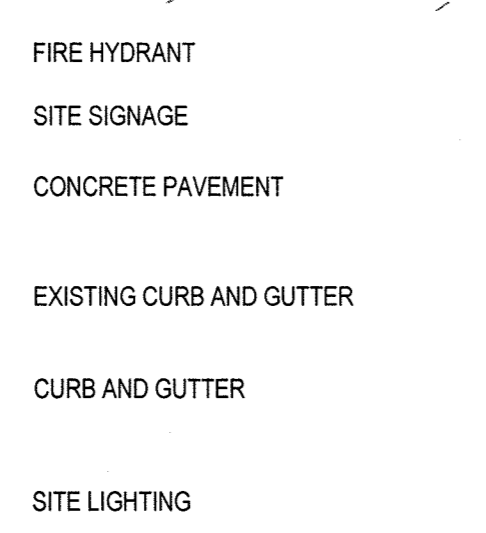 FIRE HYDRANT
SITE SIGNAGE
CONCRETE PAVEMENT
EXISTING CURB AND GUTTER
CURB AND GUTTER
SITE LIGHTING